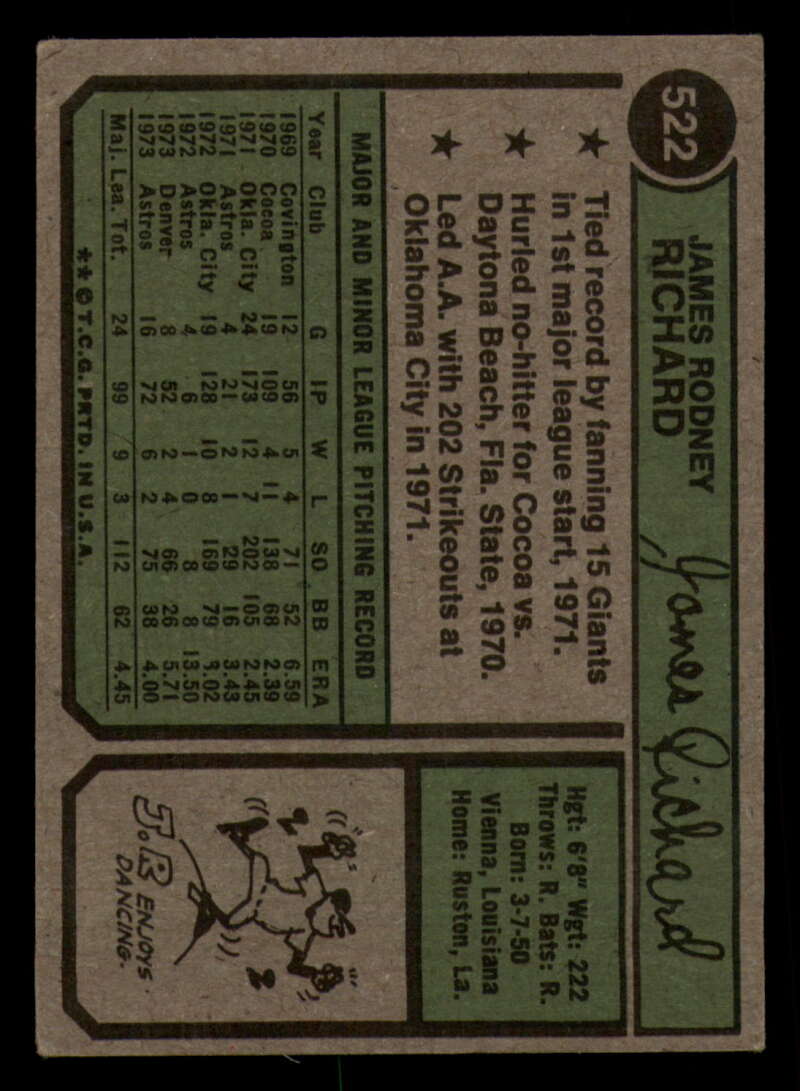 522
JAMES RODNEY
RICHARD
James Richard
★ Tied record by fanning 15 Giants
in 1st major league start, 1971.
★ Hurled no-hitter for Cocoa vs.
Daytona Beach, Fla. State, 1970.
★ Led A.A. with 202 Strikeouts at
Oklahoma City in 1971.
MAJOR AND MINOR LEAGUE PITCHING RECORD
Year Club G IP W L SO BB ERA
1969 Covington 12 56 5 4 71 52 6.59
1970 Cocoa 19 109 4 11 138 68 2.39
1971 Okla. City 24 173 12 7 202 105 2.45
1971 Astros 4 21 2 1 29 16 3.43
1972 Okla. City 19 128 10 8 169 79 3.02
1972 Astros 4 6 1 0 8 8 13.50
1973 Denver 8 52 2 4 66 26 5.71
1973 Astros 16 72 6 2 75 38 4.00
Maj. Lea. Tot. 24 99 9 3 112 62 4.45
**©T.C.G. PRTD. IN U.S.A.
Hgt: 6'8" Wgt: 222
Throws: R. Bats: R.
Born: 3-7-50
Vienna, Louisiana
Home: Ruston, La.
J.R. ENJOYS
DANCING.